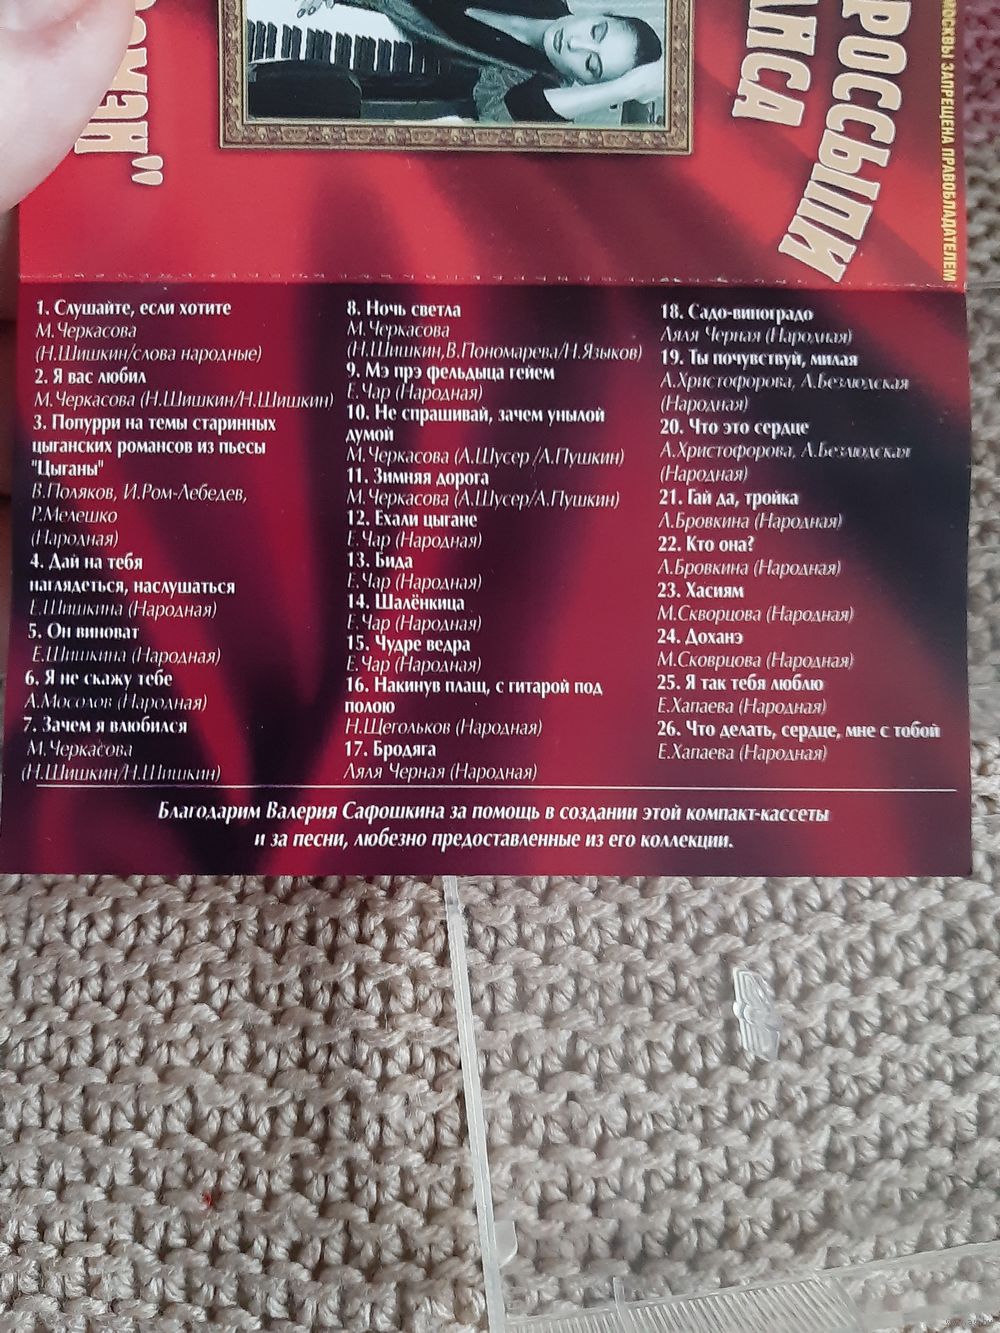 РОССЫПИ
АНСА
РОМЭН"
МОСКВЫ ЗАПРЕЩЕНА ПРАВООБЛАДАТЕЛЕМ
1. Слушайте, если хотите
М.Черкасова
(Н.Шишкин/слова народные)
2. Я вас любил
М.Черкасова (Н.Шишкин/Н.Шишкин)
3. Попурри на темы старинных
цыганских романсов из пьесы
"Цыганы"
В.Поляков, И.Ром-Лебедев,
Р.Мелешко
(Народная)
4. Дай на тебя
наглядеться, наслушаться
Е.Шишкина (Народная)
5. Он виноват
Е.Шишкина (Народная)
6. Я не скажу тебе
А.Мосолов (Народная)
7. Зачем я влюбился
М.Черкасова
(Н.Шишкин/Н.Шишкин)
8. Ночь светла
М.Черкасова
(Н.Шишкин,В.Пономарева/Н.Языков)
9. Мэ прэ фельдыца гейем
Е.Чар (Народная)
10. Не спрашивай, зачем унылой
думой
М.Черкасова (А.Шусер /А.Пушкин)
11. Зимняя дорога
М.Черкасова (А.Шусер/А.Пушкин)
12. Ехали цыгане
Е.Чар (Народная)
13. Бида
Е.Чар (Народная)
14. Шалёнкица
Е.Чар (Народная)
15. Чудре ведра
Е.Чар (Народная)
16. Накинув плащ, с гитарой под
полою
Н.Щегольков (Народная)
17. Бродяга
Ляля Черная (Народная)
18. Садо-виноградо
Ляля Черная (Народная)
19. Ты почувствуй, милая
А.Христофорова, А.Безлюдская
(Народная)
20. Что это сердце
А.Христофорова, А.Безлюдская
(Народная)
21. Гай да, тройка
Л.Бровкина (Народная)
22. Кто она?
Л.Бровкина (Народная)
23. Хасиям
М.Скворцова (Народная)
24. Доханэ
М.Сковрцова (Народная)
25. Я так тебя люблю
Е.Хапаева (Народная)
26. Что делать, сердце, мне с тобой
Е.Хапаева (Народная)
Благодарим Валерия Сафошкина за помощь в создании этой компакт-кассеты
и за песни, любезно предоставленные из его коллекции.